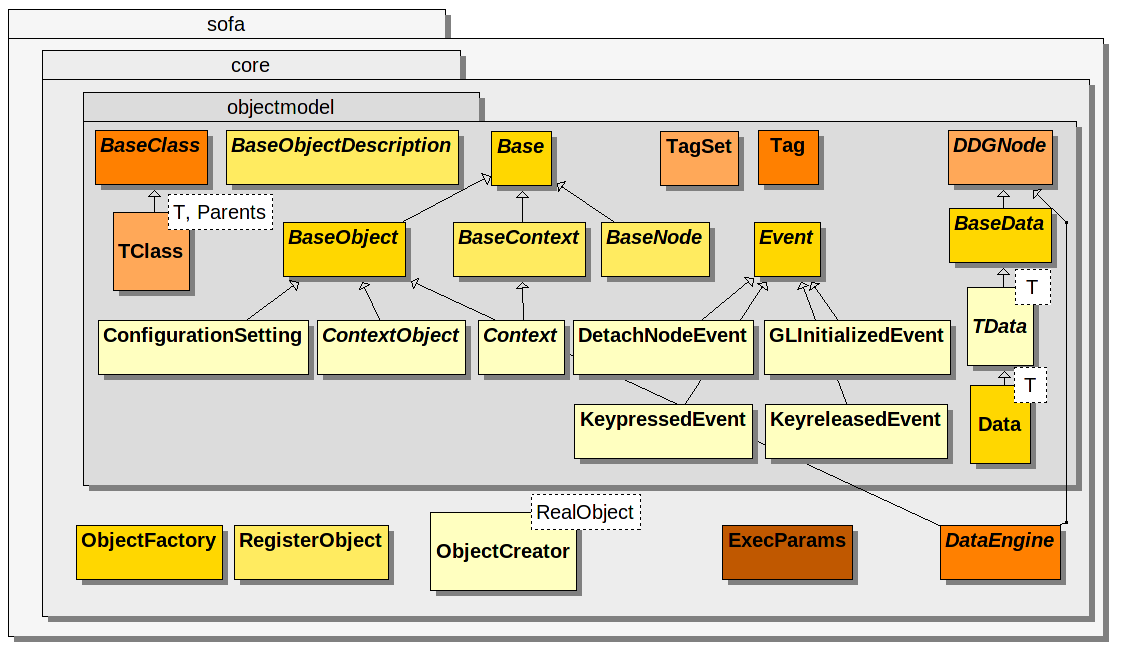 sofa
core
objectmodel
BaseClass
BaseObjectDescription
Base
TagSet
Tag
DDGNode
T, Parents
TClass
BaseObject
BaseContext
BaseNode
Event
BaseData
T
ConfigurationSetting
ContextObject
Context
DetachNodeEvent
GLInitializedEvent
TData
T
KeypressedEvent
KeyreleasedEvent
Data
RealObject
ObjectFactory
RegisterObject
ObjectCreator
ExecParams
DataEngine